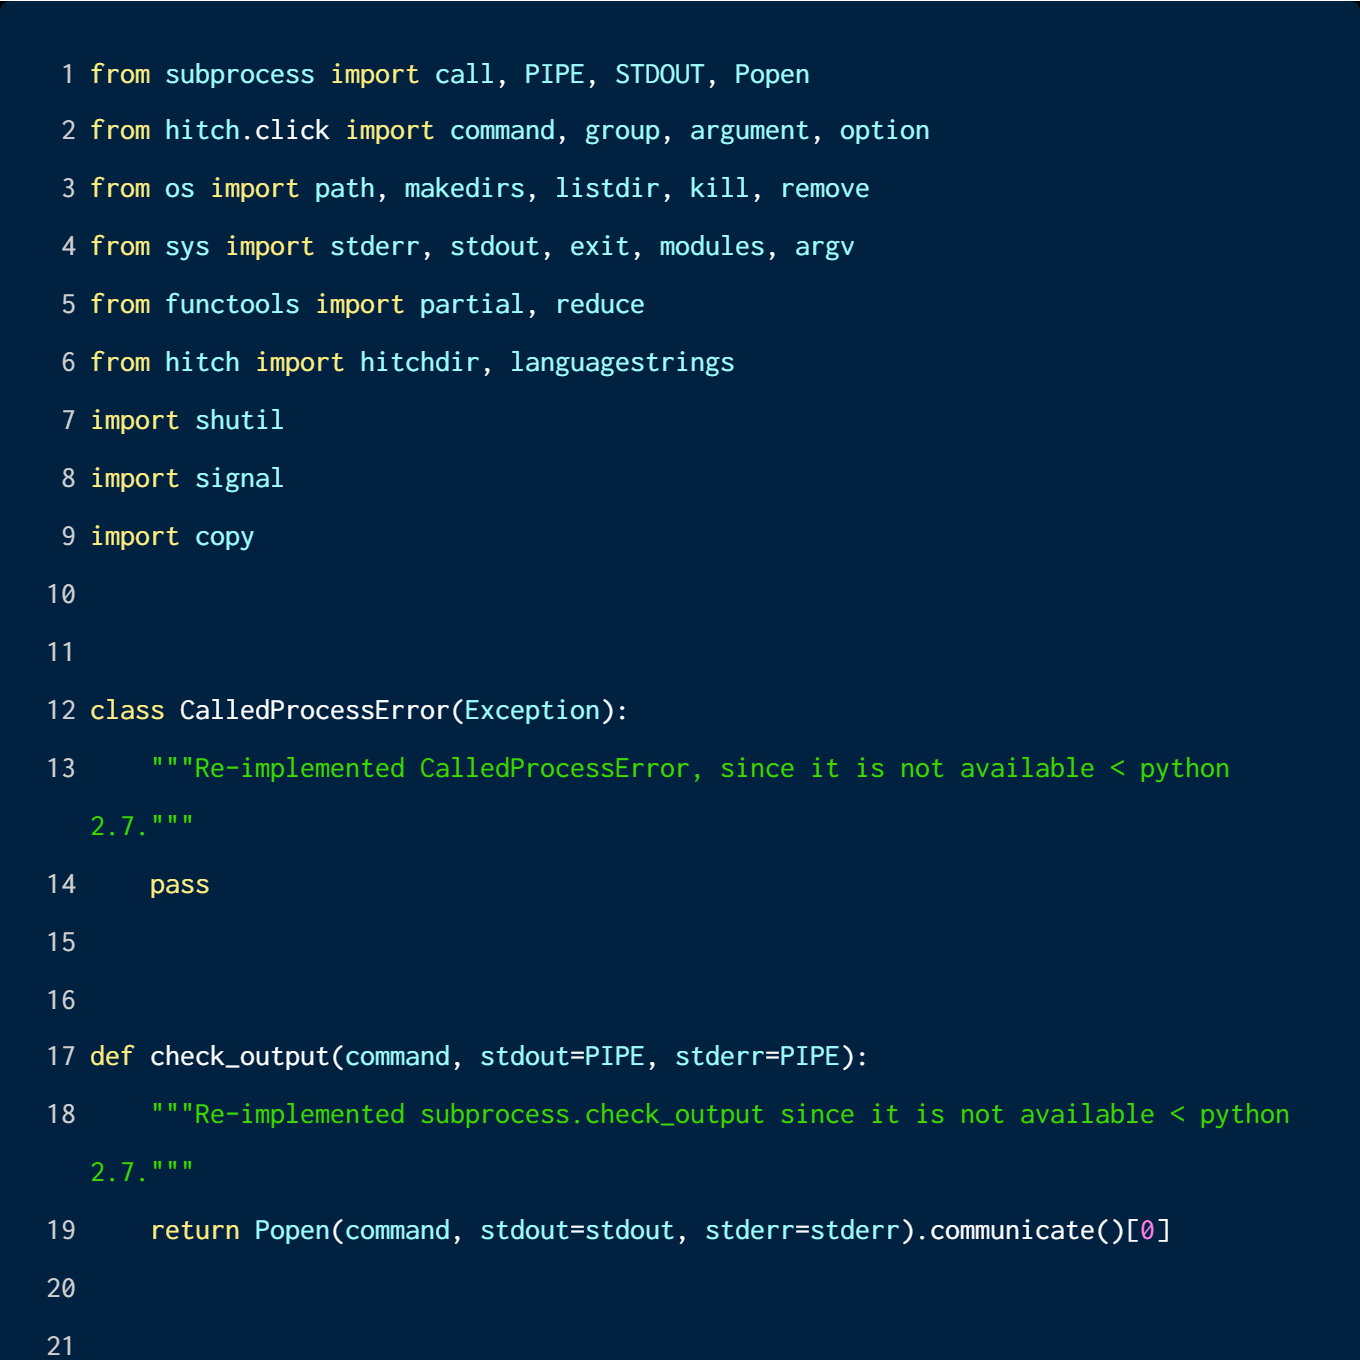 1 from subprocess import call, PIPE, STDOUT, Popen
2 from hitch.click import command, group, argument, option
3 from os import path, makedirs, listdir, kill, remove
4 from sys import stderr, stdout, exit, modules, argv
5 from functools import partial, reduce
6 from hitch import hitchdir, languagestrings
7 import shutil
8 import signal
9 import copy
10
11
12 class CalledProcessError(Exception):
13     """Re-implemented CalledProcessError, since it is not available < python
2.7."""
14     pass
15
16
17 def check_output(command, stdout=PIPE, stderr=PIPE):
18     """Re-implemented subprocess.check_output since it is not available < python
2.7."""
19     return Popen(command, stdout=stdout, stderr=stderr).communicate()[0]
20
21